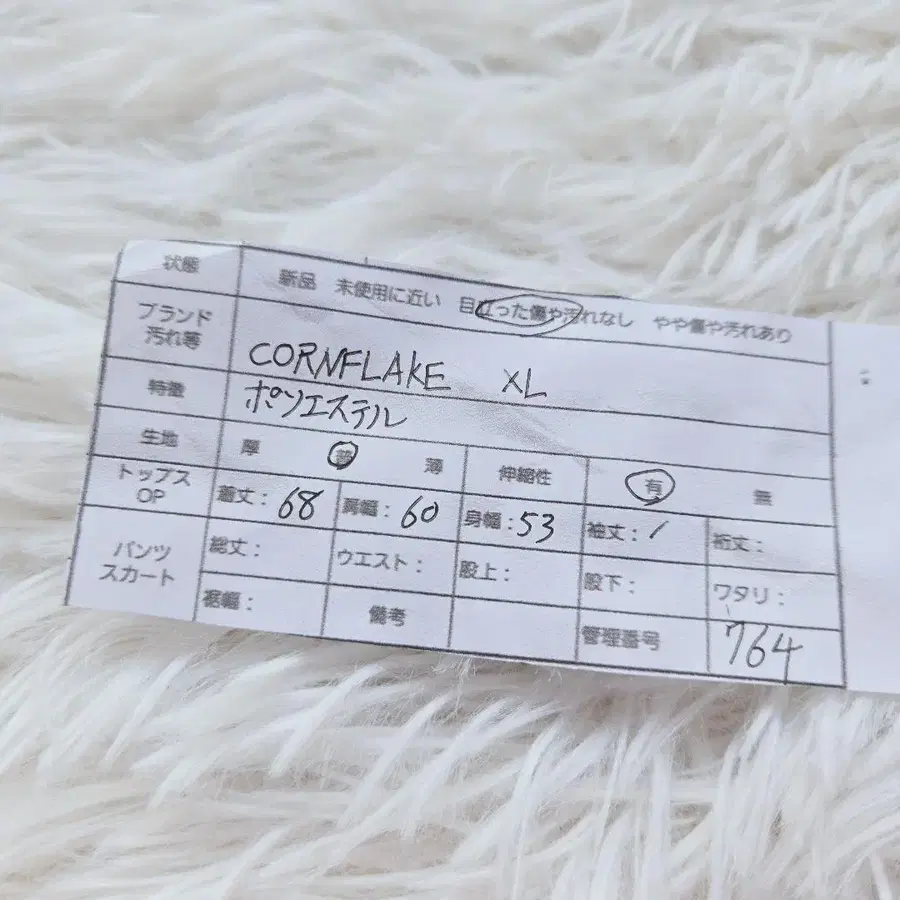 状態 新品 未使用に近い 目立った傷や汚れなし やや傷や汚れあり
ブランド 汚れ等 CORNFLAKE XL
特徴 ポリエステル
生地 厚 普 薄 伸縮性 有 無
トップス OP 着丈: 68 肩幅: 60 身幅: 53 袖丈: / 裄丈:
パンツ スカート 総丈: ウエスト: 股上: 股下: ワタリ:
裾幅: 備考 管理番号 764